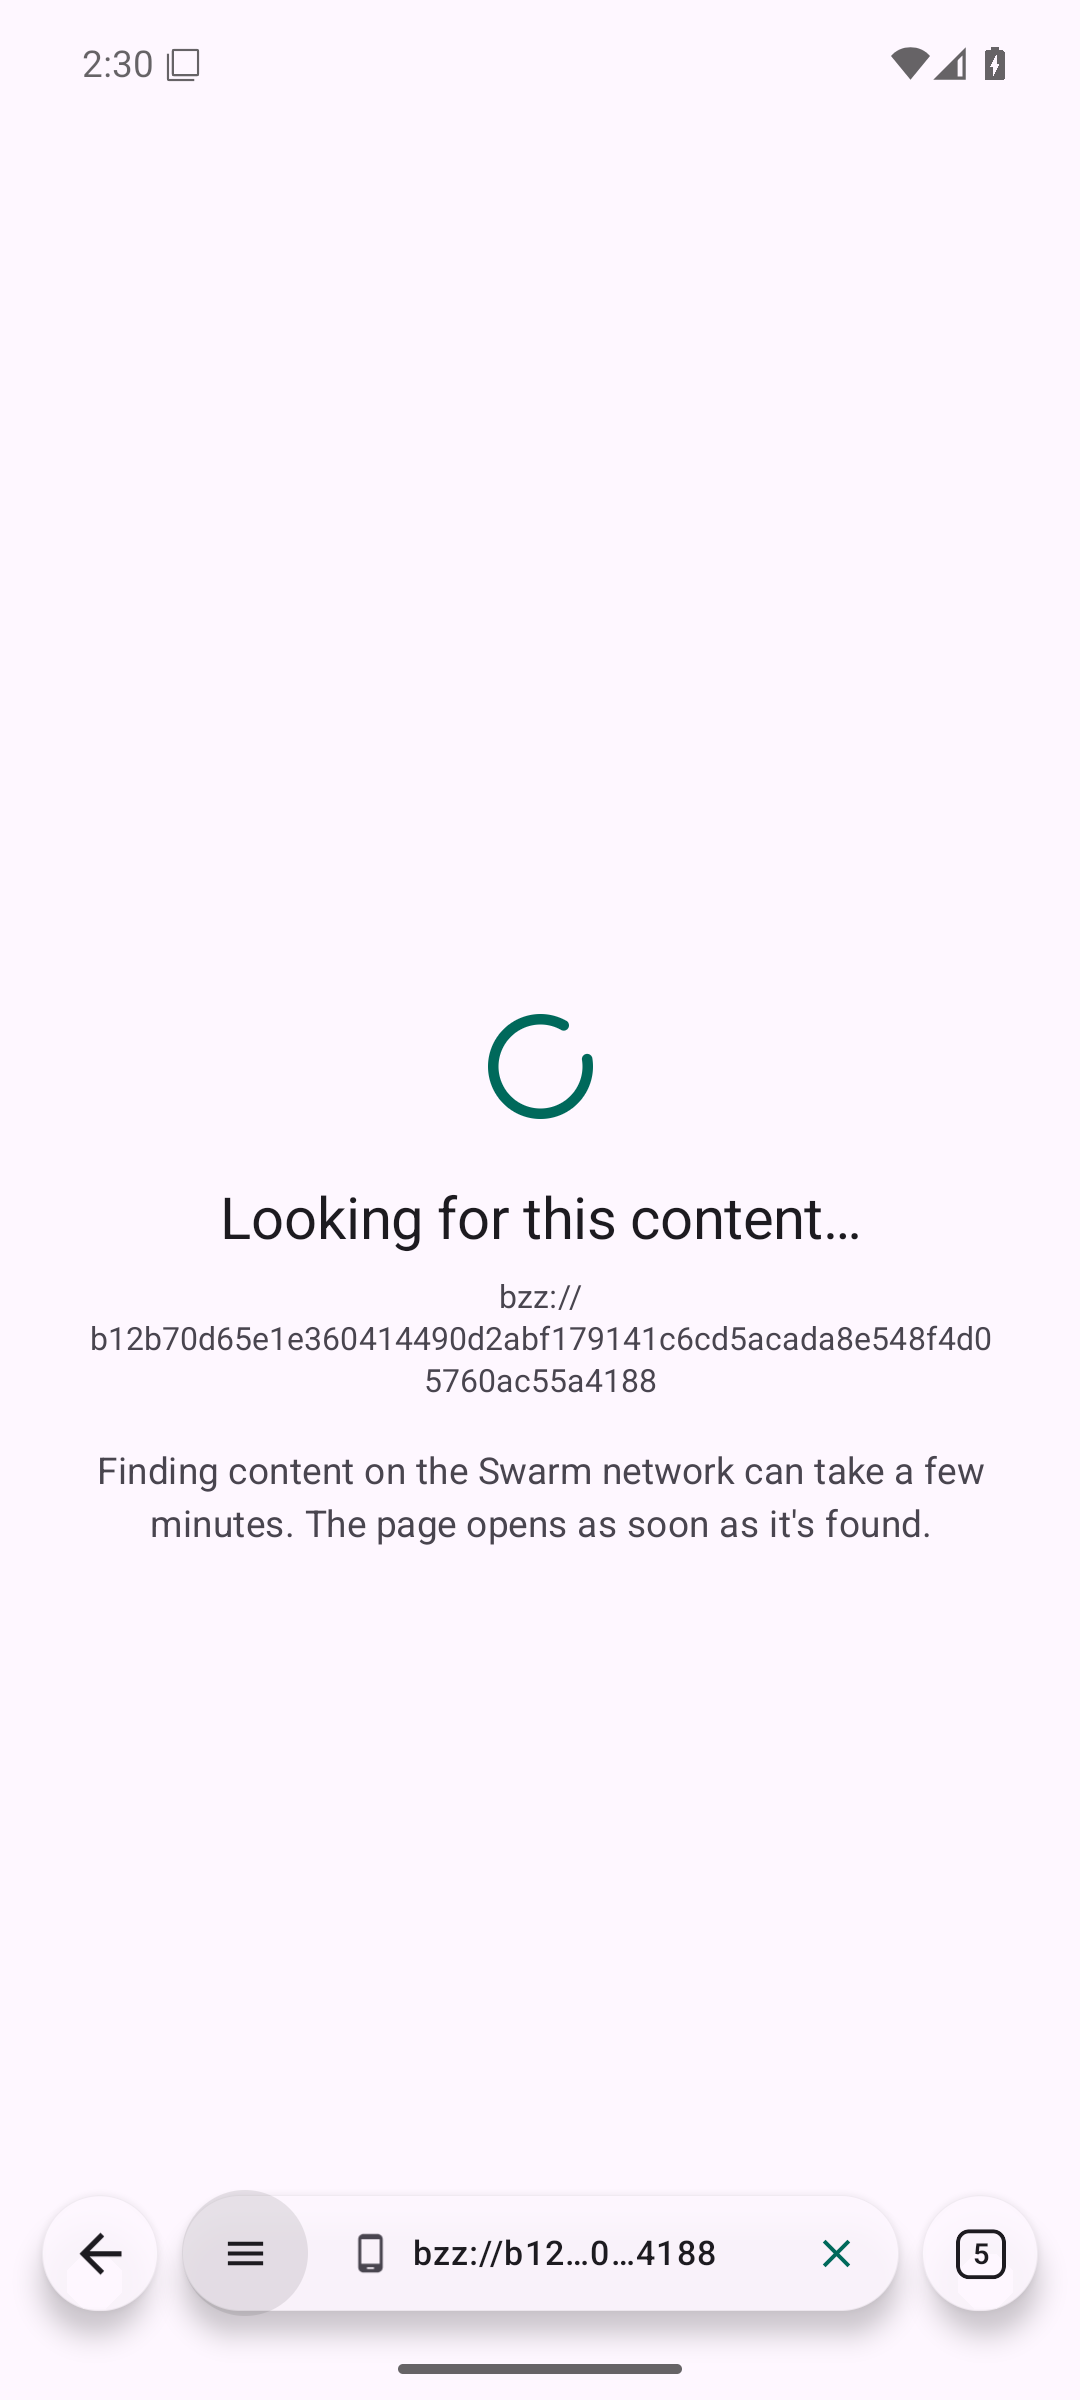 2:30
Looking for this content...
bzz://
b12b70d65e1e360414490d2abf179141c6cd5acada8e548f4d0
5760ac55a4188
Finding content on the Swarm network can take a few
minutes. The page opens as soon as it's found.
bzz://b12...0...4188
5